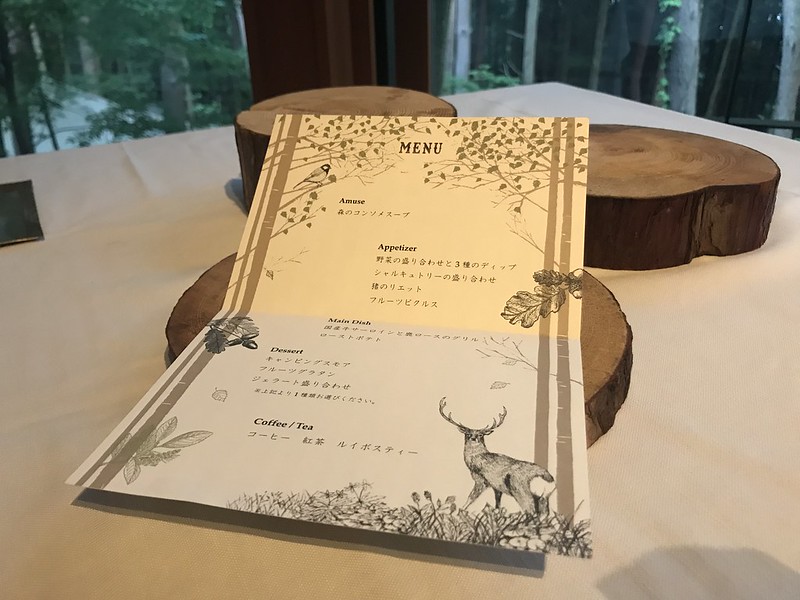 MENU
Amuse
森のコンソメスープ
Appetizer
野菜の盛り合わせと3種のディップ
シャルキュトリーの盛り合わせ
猪のリエット
フルーツピクルス
Main Dish
国産牛サーロインと鹿ロースのグリル
ローストポテト
Dessert
キャンピングスモア
フルーツグラタン
ジェラート盛り合わせ
※上記より1種類お選びください。
Coffee / Tea
コーヒー 紅茶 ルイボスティー